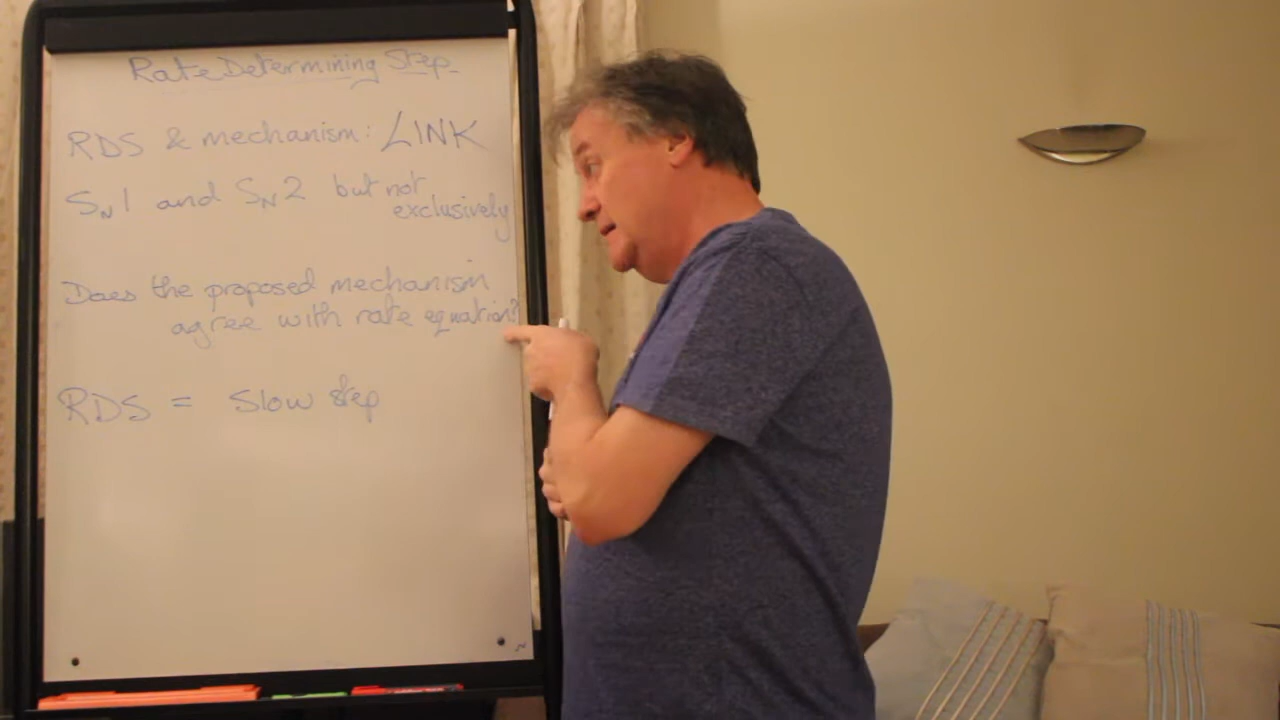 Rate Determining Step
RDS & mechanism: LINK
SN1 and SN2 but not
exclusively
Does the proposed mechanism
agree with rate equation?
RDS = Slow step